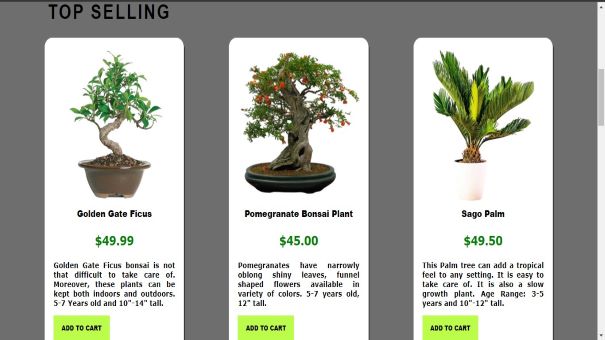 TOP SELLING
Golden Gate Ficus
$49.99
Golden Gate Ficus bonsai is not
that difficult to take care of.
Moreover, these plants can be
kept both indoors and outdoors.
5-7 Years old and 10"-14" tall.
ADD TO CART
Pomegranate Bonsai Plant
$45.00
Pomegranates have narrowly
oblong shiny leaves, funnel
shaped flowers available in
variety of colors. 5-7 years old,
12" tall.
ADD TO CART
Sago Palm
$49.50
This Palm tree can add a tropical
feel to any setting. It is easy to
take care of. It is also a slow
growth plant. Age Range: 3-5
years and 10"-12" tall.
ADD TO CART